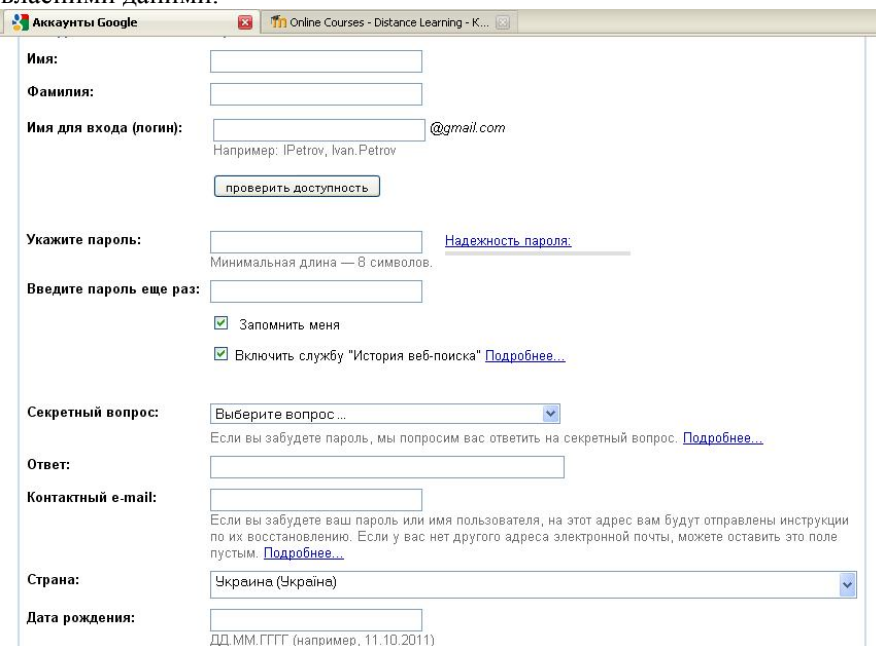 власними даними.
Аккаунты Google
Online Courses - Distance Learning - K...
Имя:
Фамилия:
Имя для входа (логин): @gmail.com
Например: IPetrov, Ivan.Petrov
проверить доступность
Укажите пароль: Надежность пароля:
Минимальная длина — 8 символов.
Введите пароль еще раз:
Запомнить меня
Включить службу "История веб-поиска" Подробнее...
Секретный вопрос: Выберите вопрос ...
Если вы забудете пароль, мы попросим вас ответить на секретный вопрос. Подробнее...
Ответ:
Контактный e-mail:
Если вы забудете ваш пароль или имя пользователя, на этот адрес вам будут отправлены инструкции
по их восстановлению. Если у вас нет другого адреса электронной почты, можете оставить это поле
пустым. Подробнее...
Страна: Украина (Україна)
Дата рождения:
ДД.ММ.ГГГГ (например, 11.10.2011)